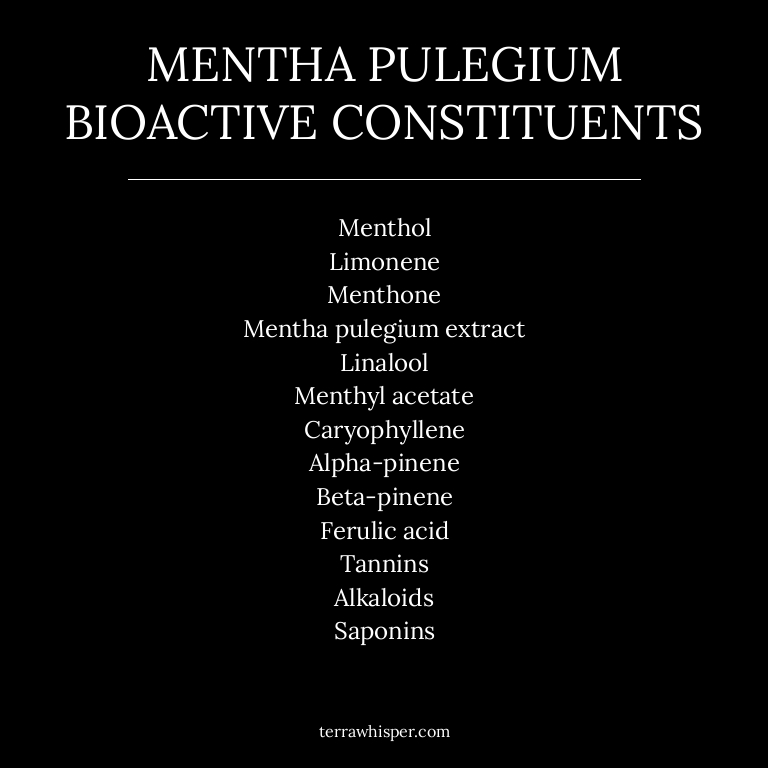 MENTHA PULEGIUM
BIOACTIVE CONSTITUENTS
Menthol
Limonene
Menthone
Mentha pulegium extract
Linalool
Menthyl acetate
Caryophyllene
Alpha-pinene
Beta-pinene
Ferulic acid
Tannins
Alkaloids
Saponins
terrawhisper.com